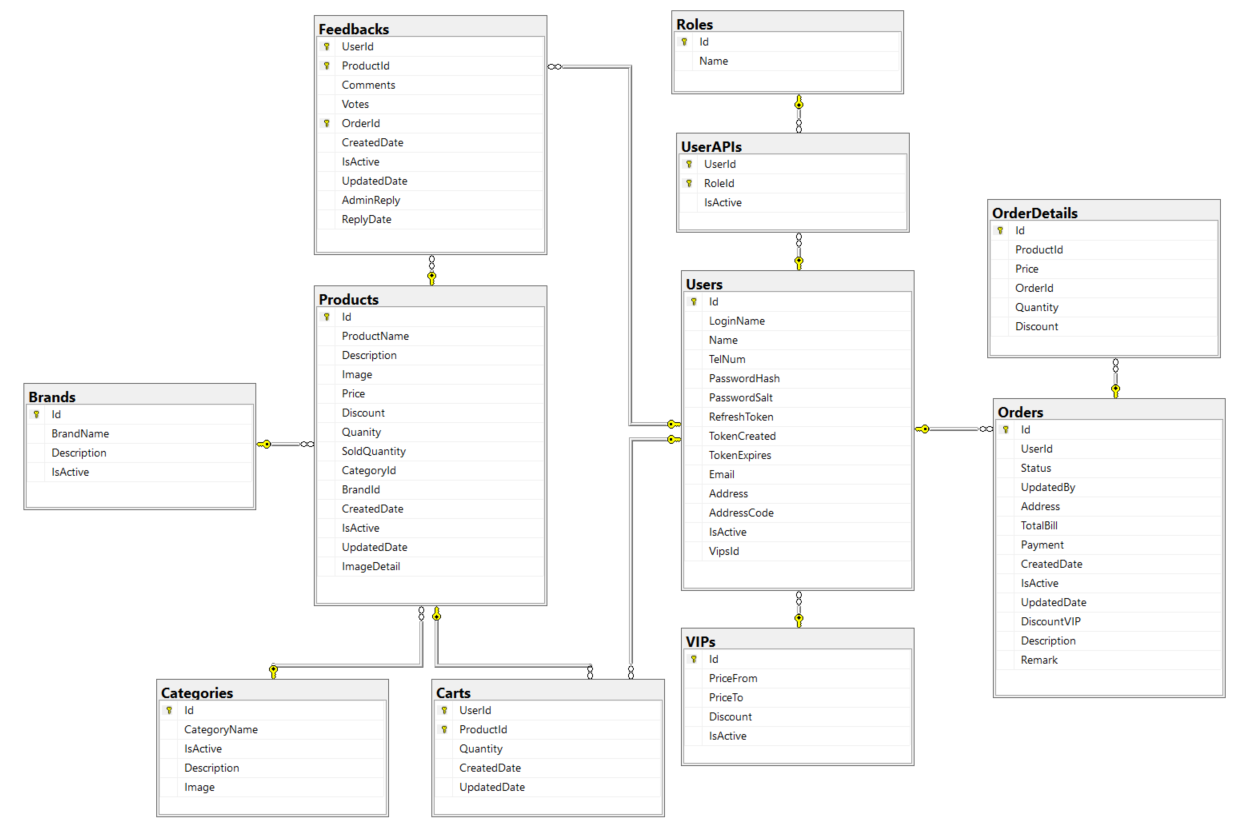 Feedbacks
UserId
ProductId
Comments
Votes
OrderId
CreatedDate
IsActive
UpdatedDate
AdminReply
ReplyDate
Roles
Id
Name
UserAPIs
UserId
RoleId
IsActive
OrderDetails
Id
ProductId
Price
OrderId
Quantity
Discount
Products
Id
ProductName
Description
Image
Price
Discount
Quanity
SoldQuantity
CategoryId
BrandId
CreatedDate
IsActive
UpdatedDate
ImageDetail
Users
Id
LoginName
Name
TelNum
PasswordHash
PasswordSalt
RefreshToken
TokenCreated
TokenExpires
Email
Address
AddressCode
IsActive
VipsId
Brands
Id
BrandName
Description
IsActive
Orders
Id
UserId
Status
UpdatedBy
Address
TotalBill
Payment
CreatedDate
IsActive
UpdatedDate
DiscountVIP
Description
Remark
Categories
Id
CategoryName
IsActive
Description
Image
Carts
UserId
ProductId
Quantity
CreatedDate
UpdatedDate
VIPs
Id
PriceFrom
PriceTo
Discount
IsActive